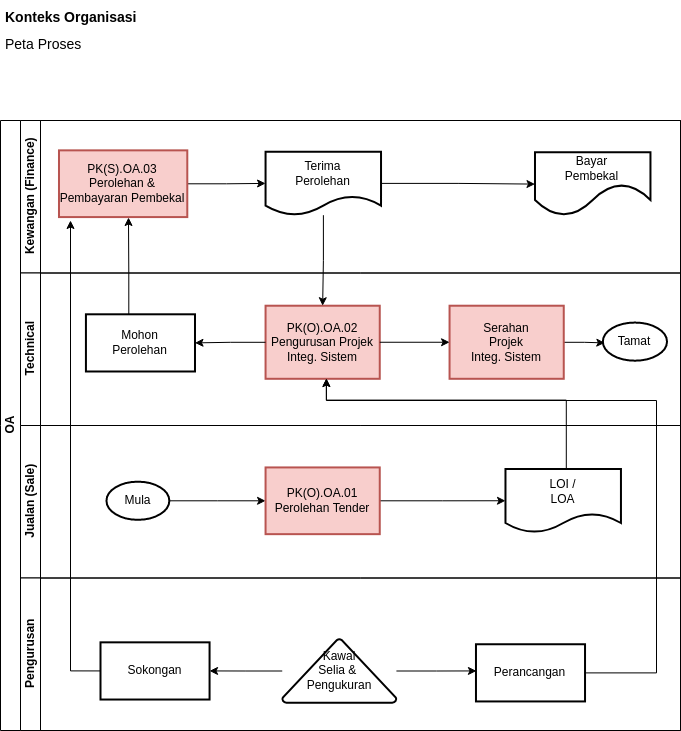 Konteks Organisasi
Peta Proses
OA
Kewangan (Finance)
PK(S).OA.03
Perolehan &
Pembayaran Pembekal
Terima
Perolehan
Bayar
Pembekal
Technical
Mohon
Perolehan
PK(O).OA.02
Pengurusan Projek
Integ. Sistem
Serahan
Projek
Integ. Sistem
Tamat
Jualan (Sale)
Mula
PK(O).OA.01
Perolehan Tender
LOI /
LOA
Pengurusan
Sokongan
Kawal
Selia &
Pengukuran
Perancangan